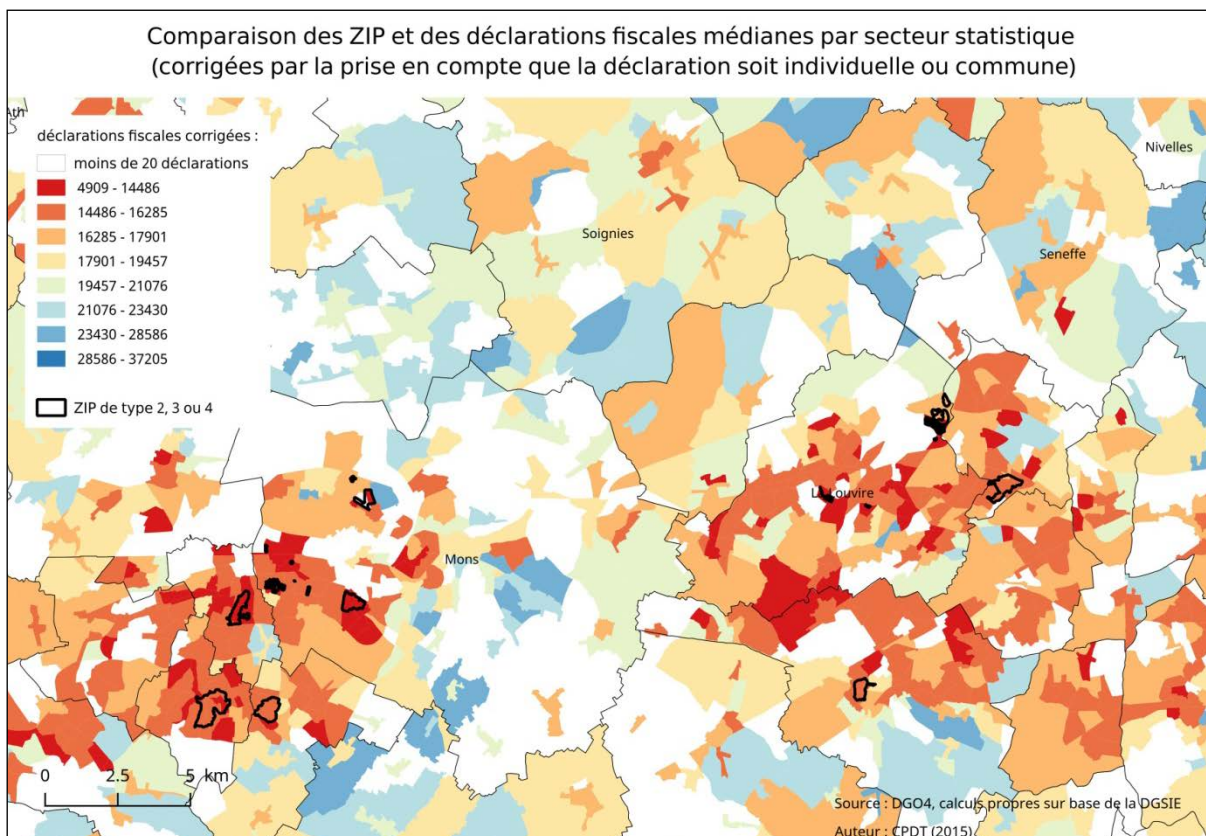 Comparaison des ZIP et des déclarations fiscales médianes par secteur statistique
(corrigées par la prise en compte que la déclaration soit individuelle ou commune)
Ath
déclarations fiscales corrigées :
moins de 20 déclarations
4909 - 14486
14486 - 16285
16285 - 17901
17901 - 19457
19457 - 21076
21076 - 23430
23430 - 28586
28586 - 37205
ZIP de type 2, 3 ou 4
Nivelles
Soignies
Seneffe
La Louvire
Mons
0 2.5 5 km
Source : DGO4, calculs propres sur base de la DGSIE
Auteur : CPDT (2015)